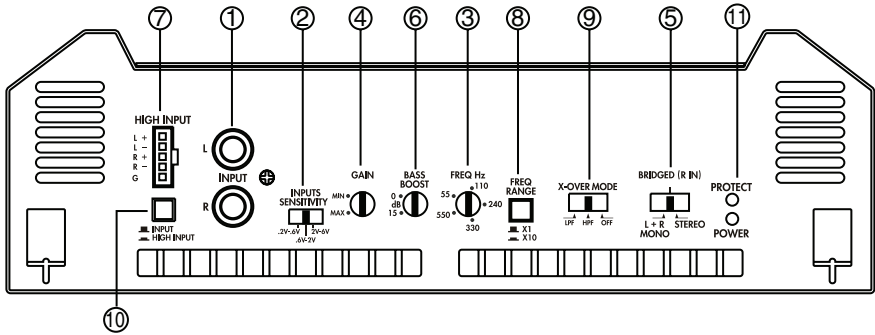 ⑦ ① ② ④ ⑥ ③ ⑧ ⑨ ⑤ ⑪
HIGH INPUT
L +
L −
R +
R −
G
L
INPUT
R
INPUT
HIGH INPUT
⑩
INPUTS
SENSITIVITY
.2V-.6V 2V-6V
.6V-2V
GAIN
MIN
MAX
BASS
BOOST
0
dB
15
FREQ Hz
110
55
240
550
330
FREQ
RANGE
X1
X10
X-OVER MODE
LPF HPF OFF
BRIDGED (R IN)
L + R STEREO
MONO
PROTECT
POWER